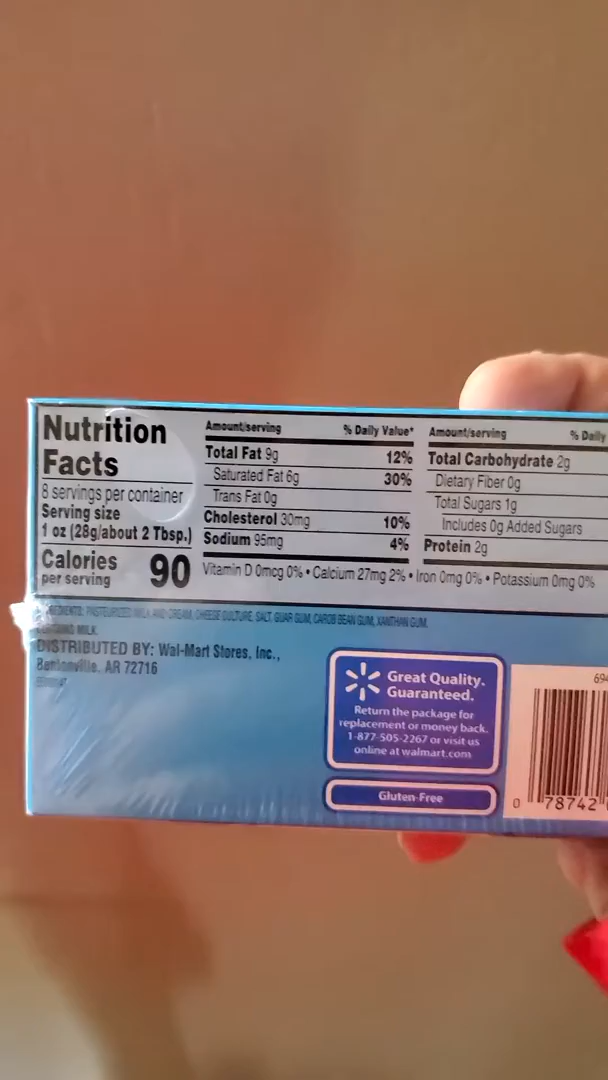 Nutrition
Facts
8 servings per container
Serving size
1 oz (28g/about 2 Tbsp.)
Calories
per serving
90
Amount/serving % Daily Value*
Total Fat 9g 12%
Saturated Fat 6g 30%
Trans Fat 0g
Cholesterol 30mg 10%
Sodium 95mg 4%
Amount/serving % Daily
Total Carbohydrate 2g
Dietary Fiber 0g
Total Sugars 1g
Includes 0g Added Sugars
Protein 2g
Vitamin D 0mcg 0% • Calcium 27mg 2% • Iron 0mg 0% • Potassium 0mg 0%
PASTEURIZED MILK AND CREAM, CHEESE CULTURE, SALT, GUAR GUM, CAROB BEAN GUM, XANTHAN GUM.
MILK.
DISTRIBUTED BY: Wal-Mart Stores, Inc.,
Bentonville, AR 72716
Great Quality.
Guaranteed.
Return the package for
replacement or money back.
1-877-505-2267 or visit us
online at walmart.com
Gluten-Free
694
0 78742